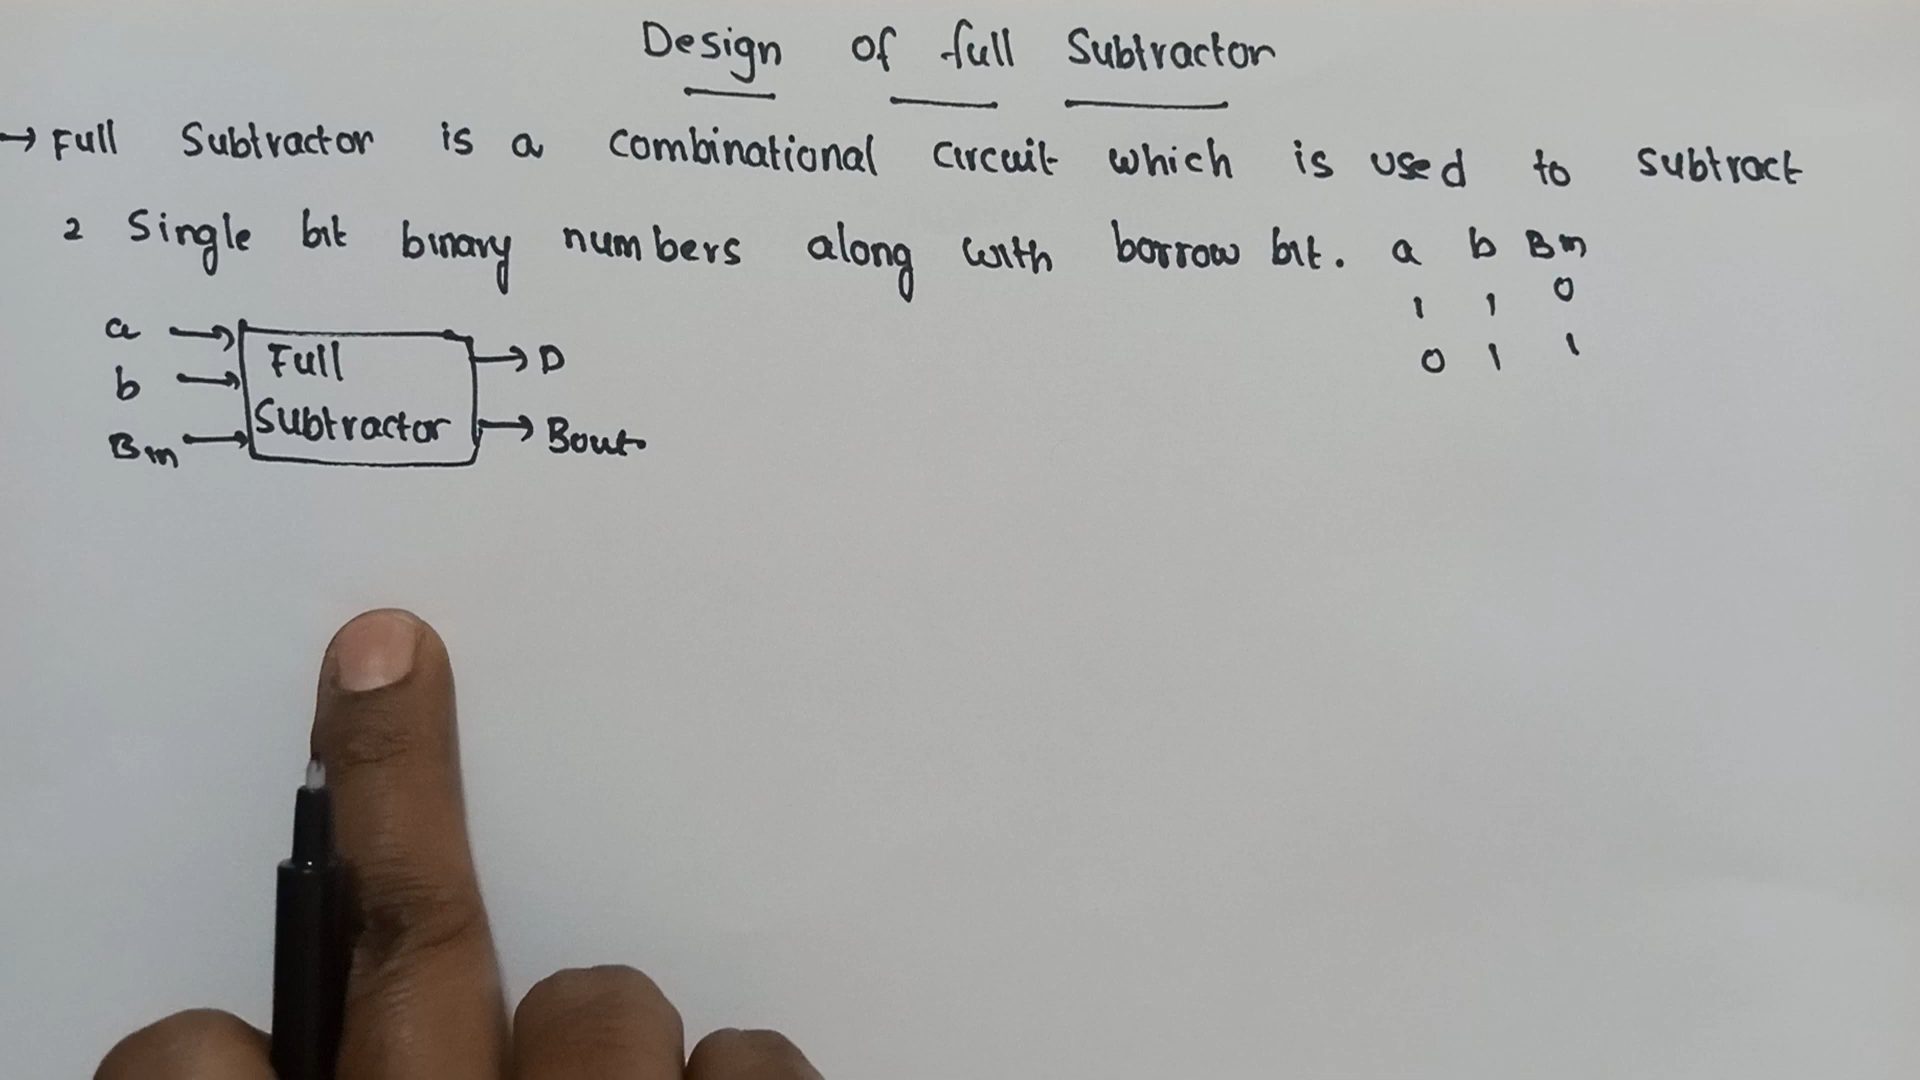 Design of full Subtractor
→ Full Subtractor is a combinational circuit which is used to subtract
2 Single bit binary numbers along with borrow bit. a b Bin
1 1 0
0 1 1
a → Full → D
b → Subtractor → Bout
Bin →